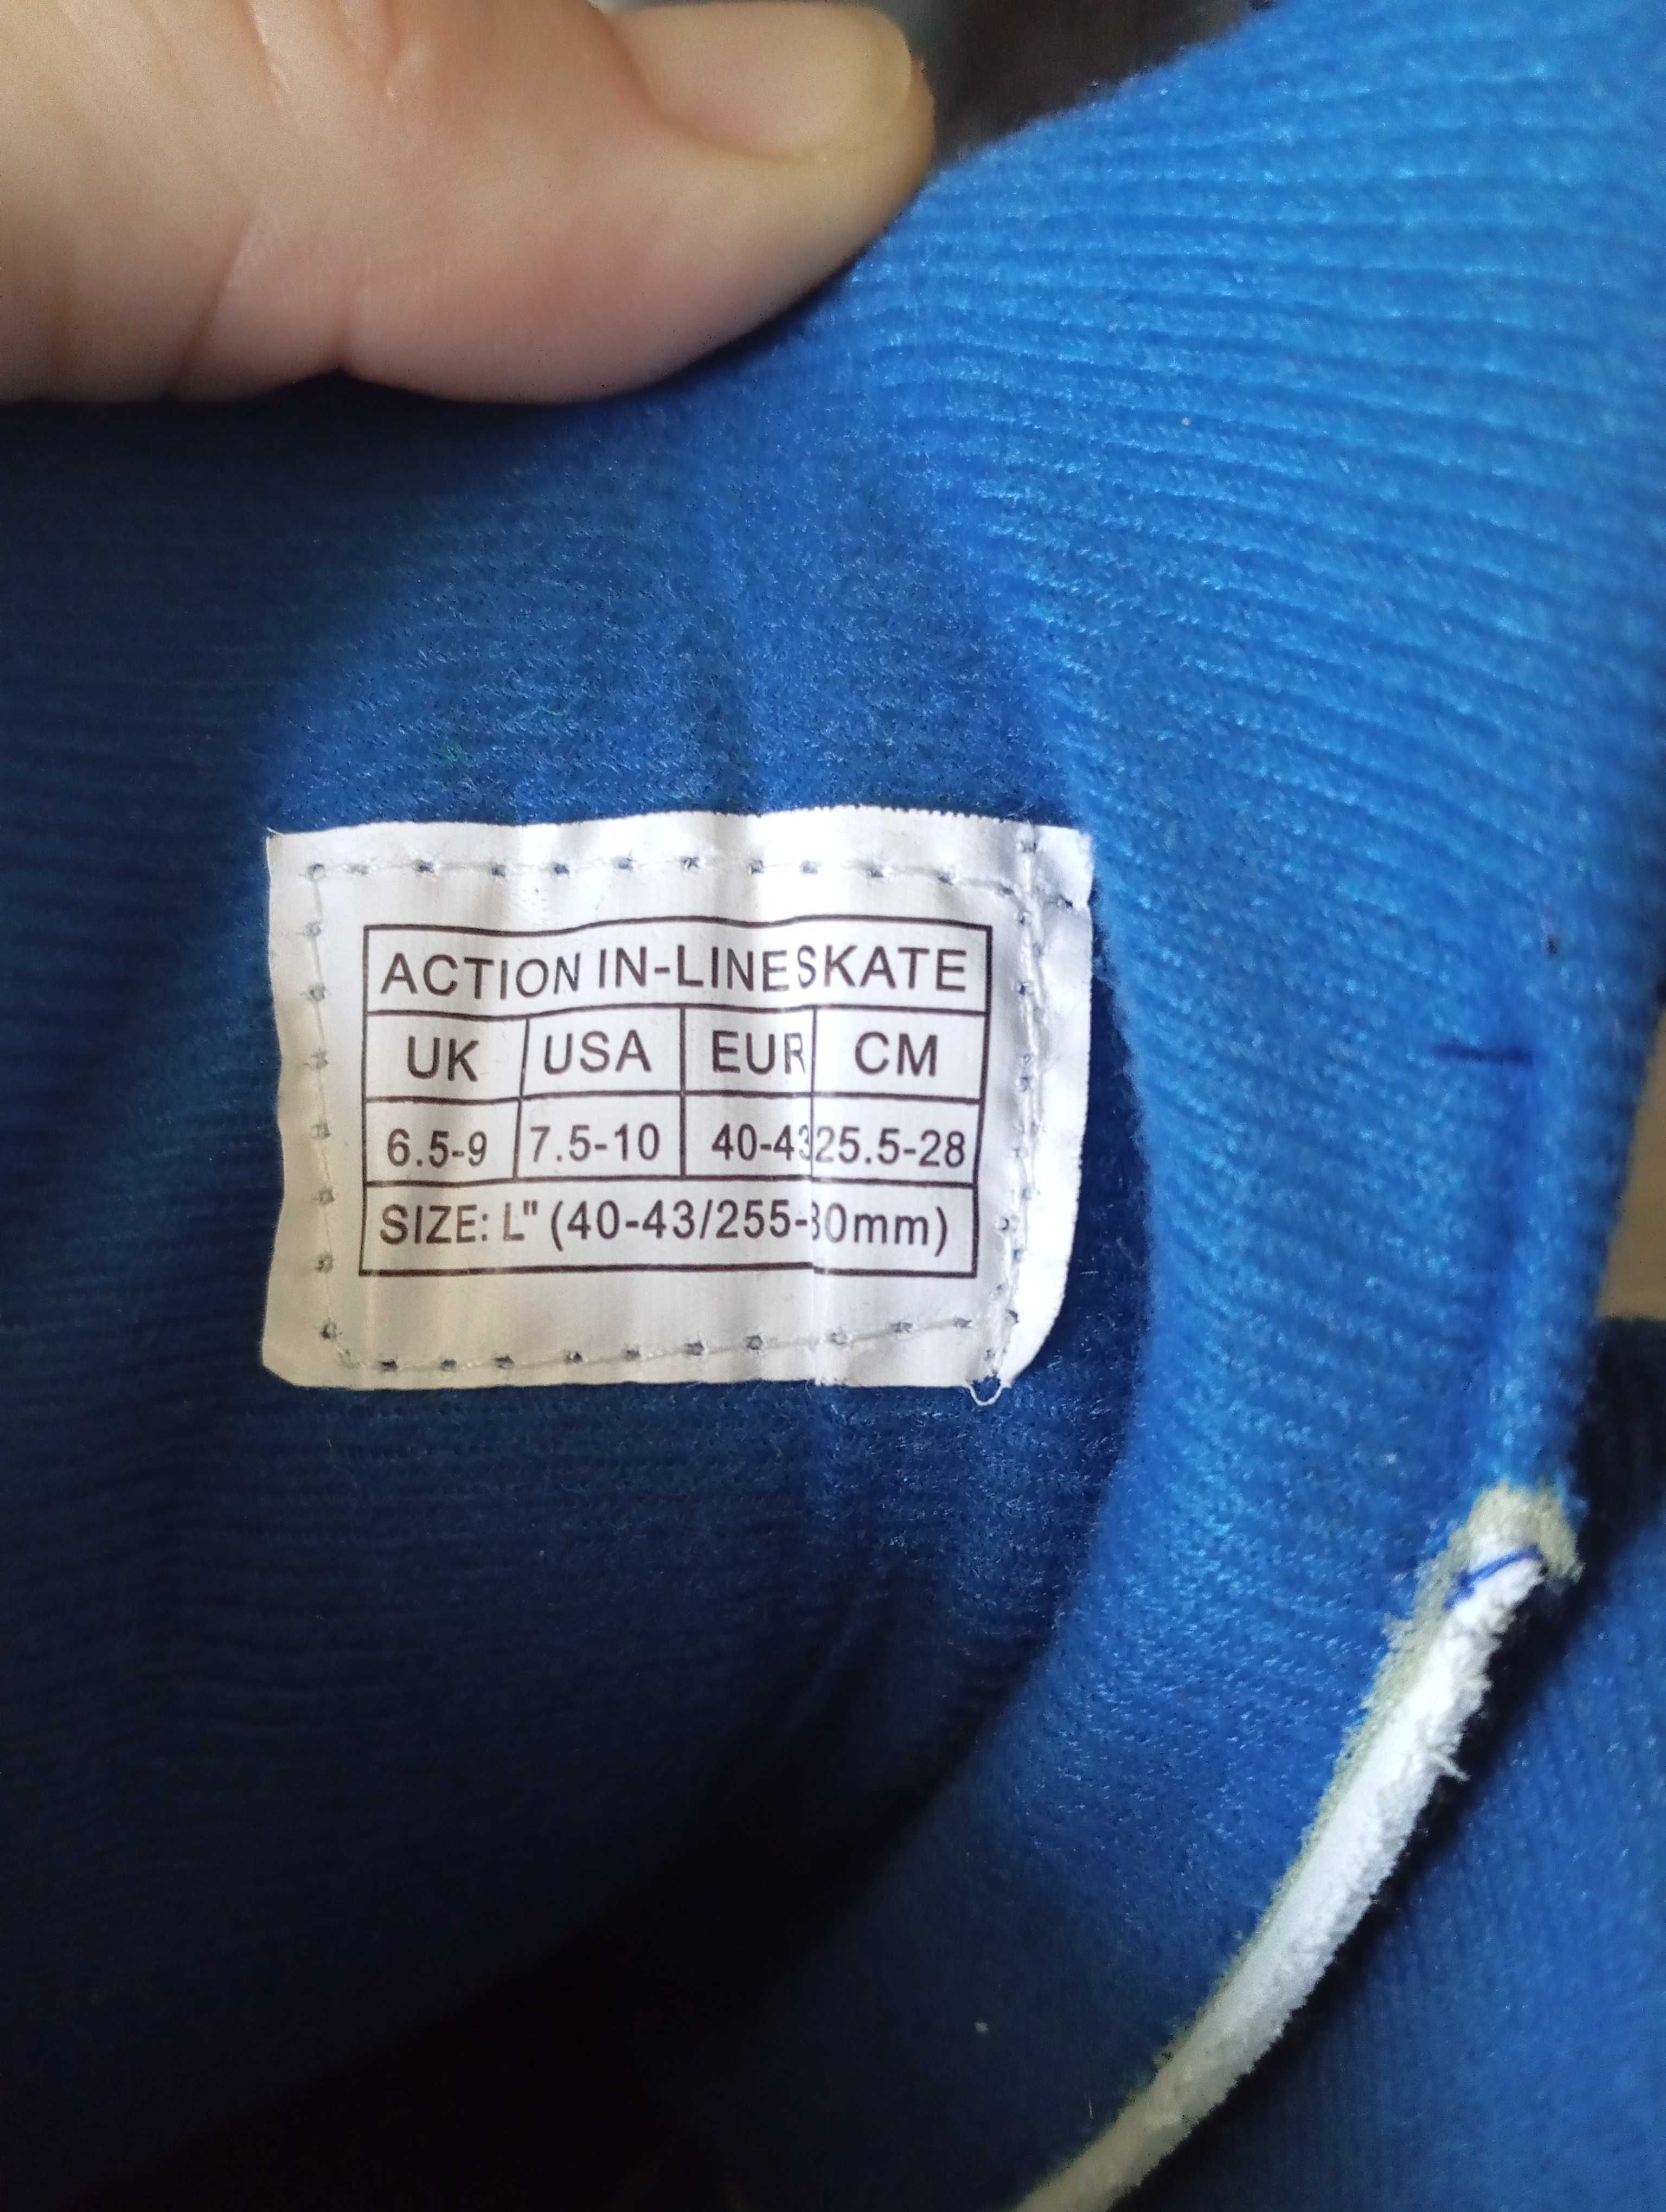 ACTION IN-LINESKATE
UK USA EUR CM
6.5-9 7.5-10 40-43 25.5-28
SIZE: L" (40-43/255-80mm)